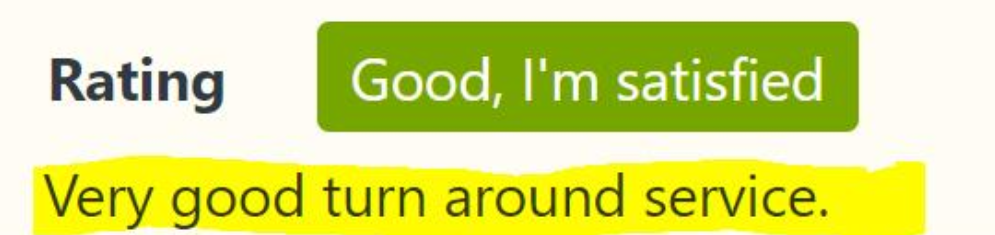 Rating Good, I'm satisfied
Very good turn around service.